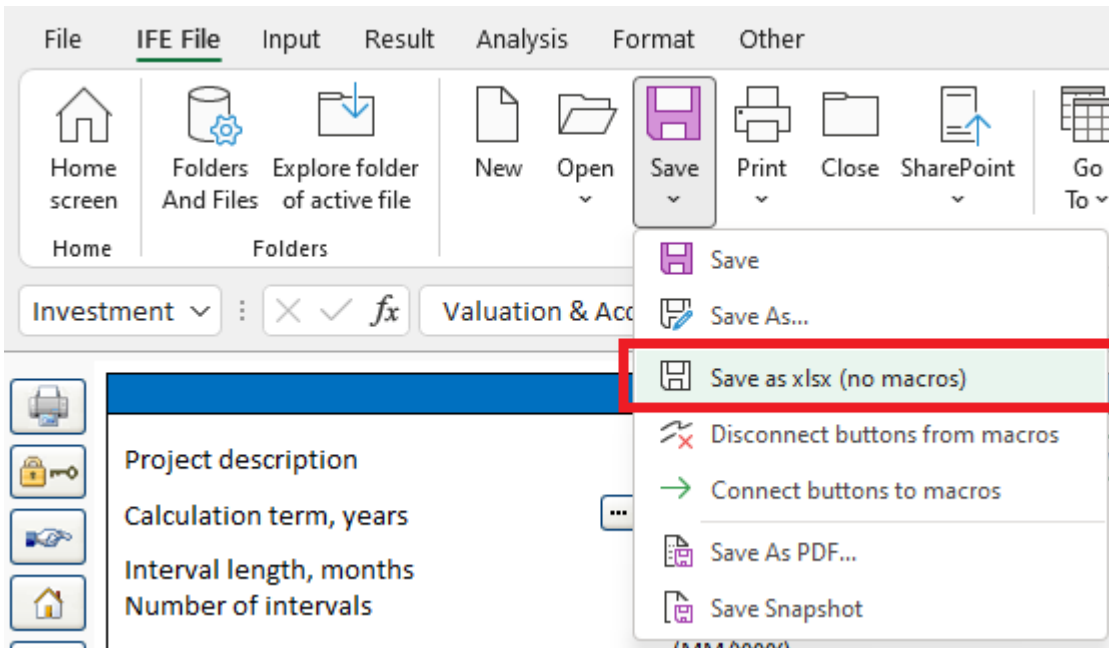 File IFE File Input Result Analysis Format Other
Home screen
Folders And Files
Explore folder of active file
New
Open
Save
Print
Close
SharePoint
Go To
Home
Folders
Investment
fx
Valuation &
Save
Save As...
Save as xlsx (no macros)
Disconnect buttons from macros
Connect buttons to macros
Save As PDF...
Save Snapshot
Project description
Calculation term, years
...
Interval length, months
Number of intervals